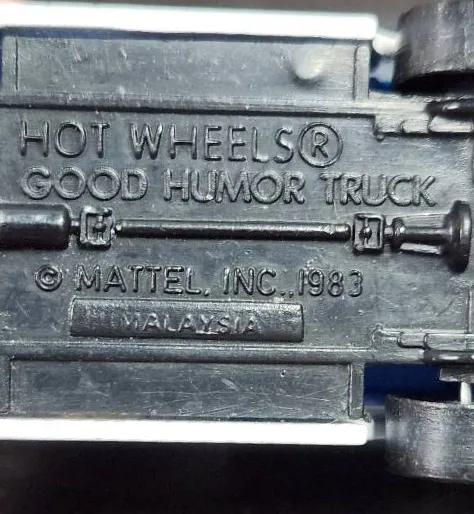 HOT WHEELS®
GOOD HUMOR TRUCK
© MATTEL, INC., 1983
MALAYSIA